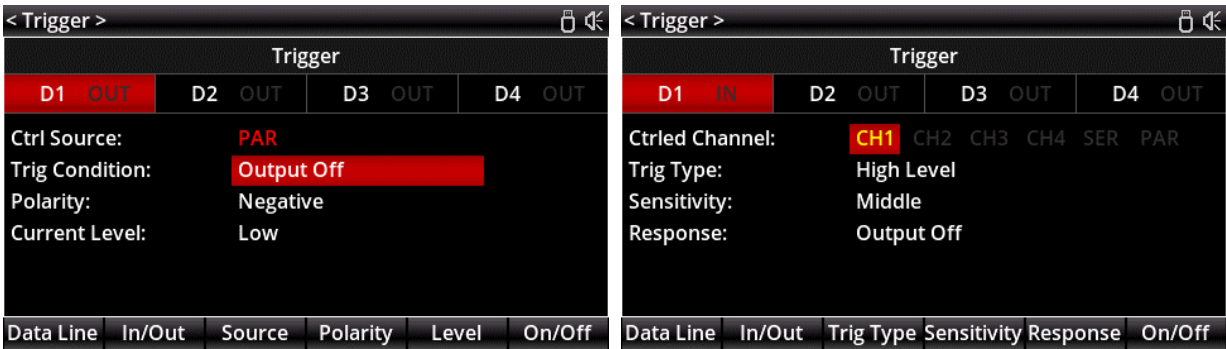 < Trigger >
Trigger
D1 OUT D2 OUT D3 OUT D4 OUT
Ctrl Source: PAR
Trig Condition: Output Off
Polarity: Negative
Current Level: Low
Data Line In/Out Source Polarity Level On/Off
< Trigger >
Trigger
D1 IN D2 OUT D3 OUT D4 OUT
Ctrled Channel: CH1 CH2 CH3 CH4 SER PAR
Trig Type: High Level
Sensitivity: Middle
Response: Output Off
Data Line In/Out Trig Type Sensitivity Response On/Off